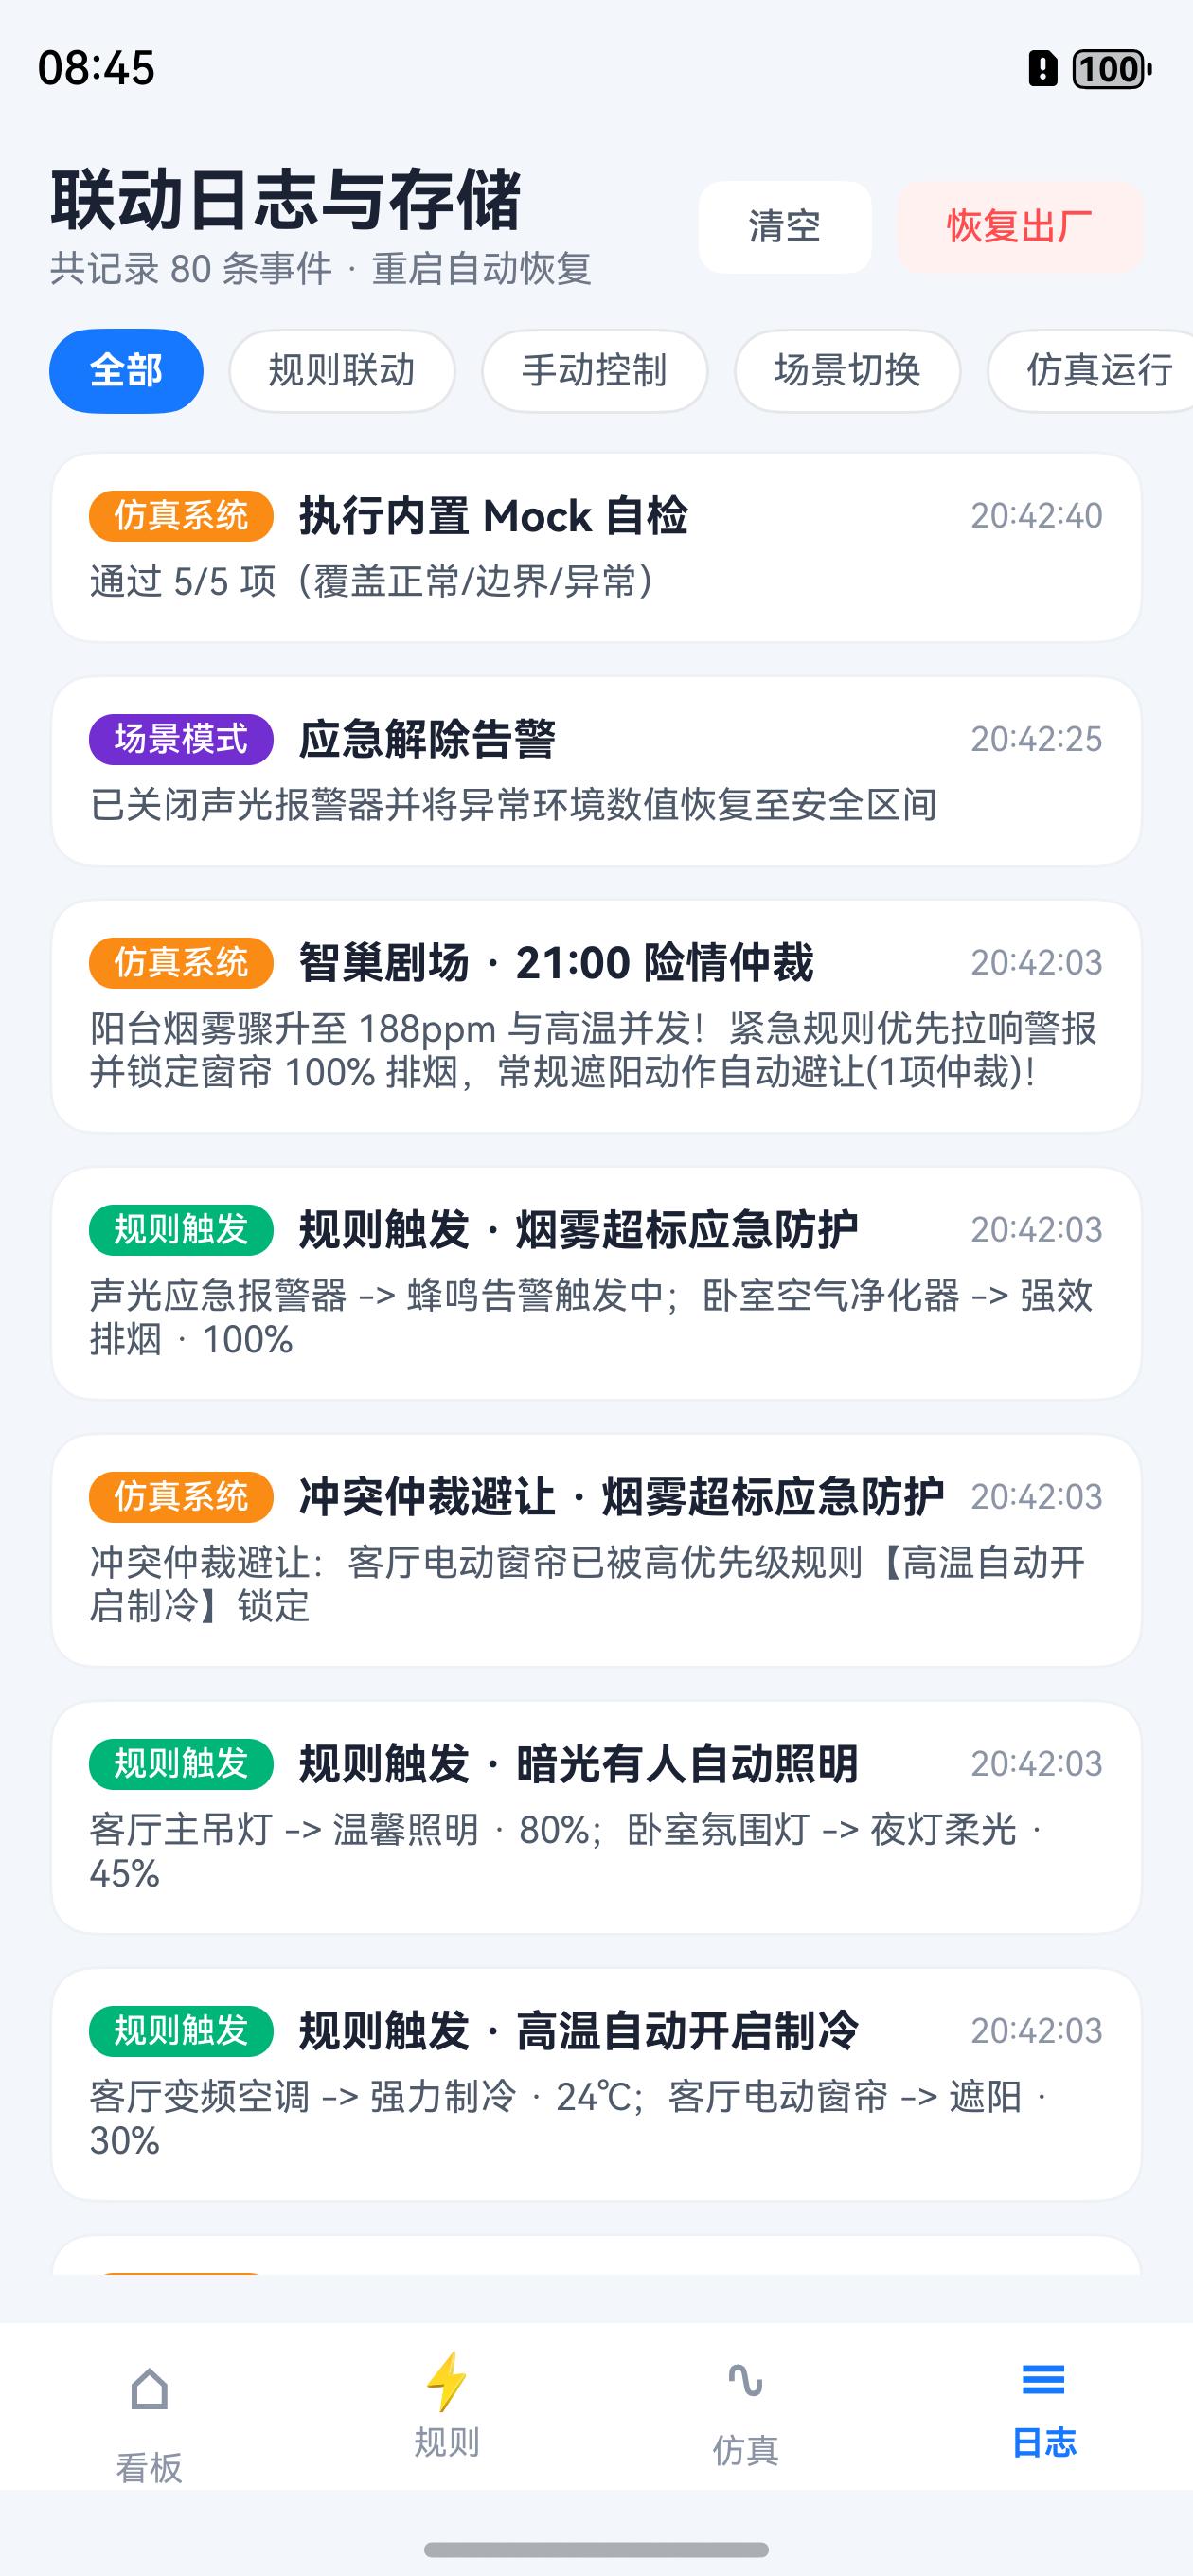 08:45
100
联动日志与存储
共记录 80 条事件 · 重启自动恢复
清空
恢复出厂
全部
规则联动
手动控制
场景切换
仿真运行
仿真系统 执行内置 Mock 自检 20:42:40
通过 5/5 项（覆盖正常/边界/异常）
场景模式 应急解除告警 20:42:25
已关闭声光报警器并将异常环境数值恢复至安全区间
仿真系统 智巢剧场 · 21:00 险情仲裁 20:42:03
阳台烟雾骤升至 188ppm 与高温并发！紧急规则优先拉响警报
并锁定窗帘 100% 排烟，常规遮阳动作自动避让(1项仲裁)！
规则触发 规则触发 · 烟雾超标应急防护 20:42:03
声光应急报警器 -> 蜂鸣告警触发中；卧室空气净化器 -> 强效
排烟 · 100%
仿真系统 冲突仲裁避让 · 烟雾超标应急防护 20:42:03
冲突仲裁避让：客厅电动窗帘已被高优先级规则【高温自动开
启制冷】锁定
规则触发 规则触发 · 暗光有人自动照明 20:42:03
客厅主吊灯 -> 温馨照明 · 80%；卧室氛围灯 -> 夜灯柔光 ·
45%
规则触发 规则触发 · 高温自动开启制冷 20:42:03
客厅变频空调 -> 强力制冷 · 24℃；客厅电动窗帘 -> 遮阳 ·
30%
看板
规则
仿真
日志